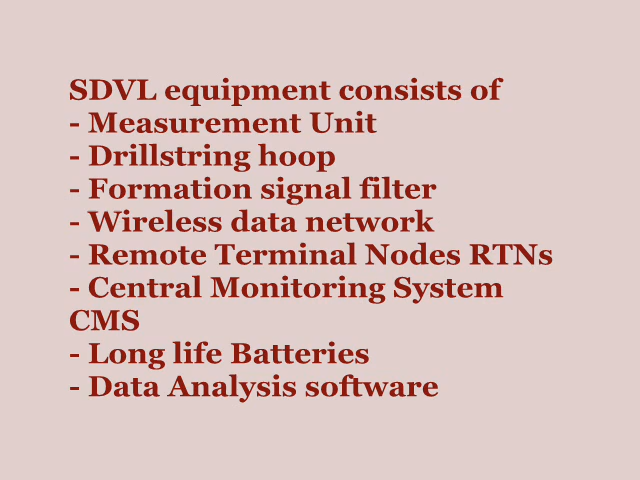 SDVL equipment consists of
- Measurement Unit
- Drillstring hoop
- Formation signal filter
- Wireless data network
- Remote Terminal Nodes RTNs
- Central Monitoring System
CMS
- Long life Batteries
- Data Analysis software